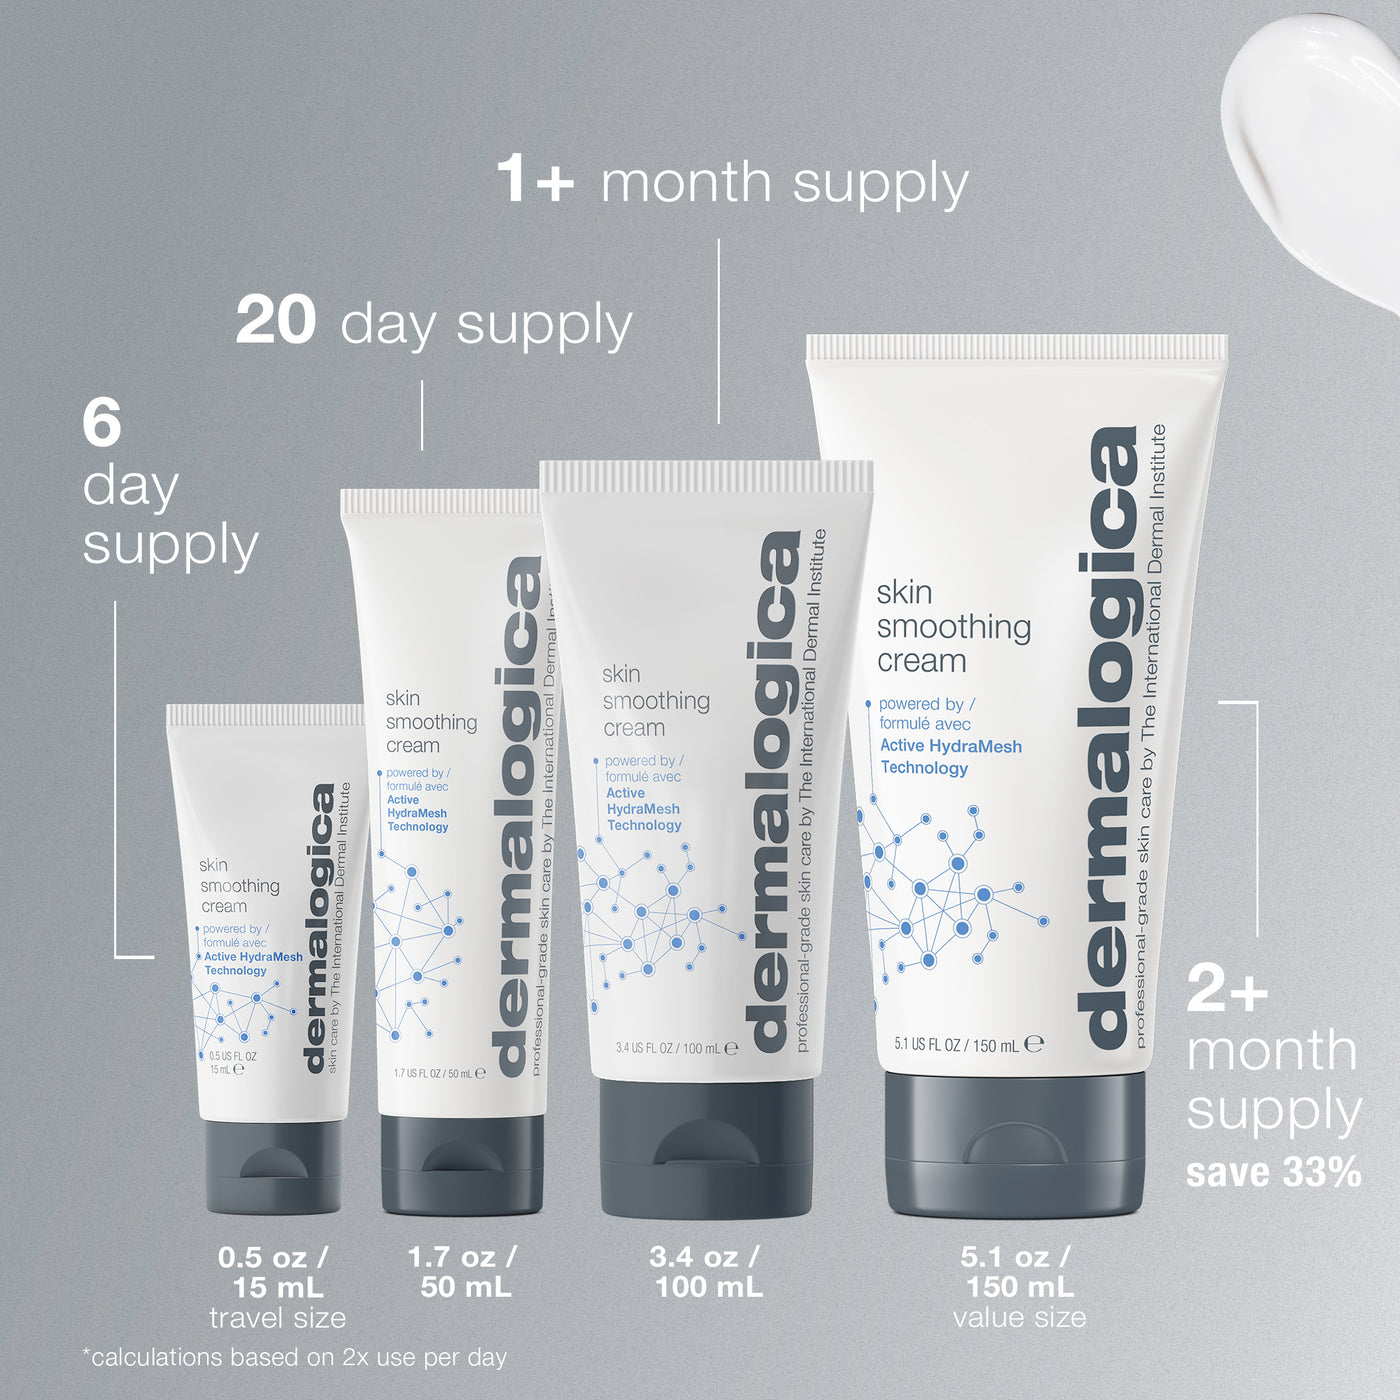 1+ month supply
20 day supply
6
day
supply
skin
smoothing
cream
powered by /
formulé avec
Active HydraMesh
Technology
0.5 US FL OZ
15 mL ℮
dermalogica
skin care by The International Dermal Institute
skin
smoothing
cream
powered by /
formulé avec
Active
HydraMesh
Technology
1.7 US FL OZ / 50 mL ℮
dermalogica
professional-grade skin care by The International Dermal Institute
skin
smoothing
cream
powered by /
formulé avec
Active
HydraMesh
Technology
3.4 US FL OZ / 100 mL ℮
dermalogica
professional-grade skin care by The International Dermal Institute
skin
smoothing
cream
powered by /
formulé avec
Active HydraMesh
Technology
5.1 US FL OZ / 150 mL ℮
dermalogica
professional-grade skin care by The International Dermal Institute
2+
month
supply
save 33%
0.5 oz /
15 mL
travel size
1.7 oz /
50 mL
3.4 oz /
100 mL
5.1 oz /
150 mL
value size
*calculations based on 2x use per day